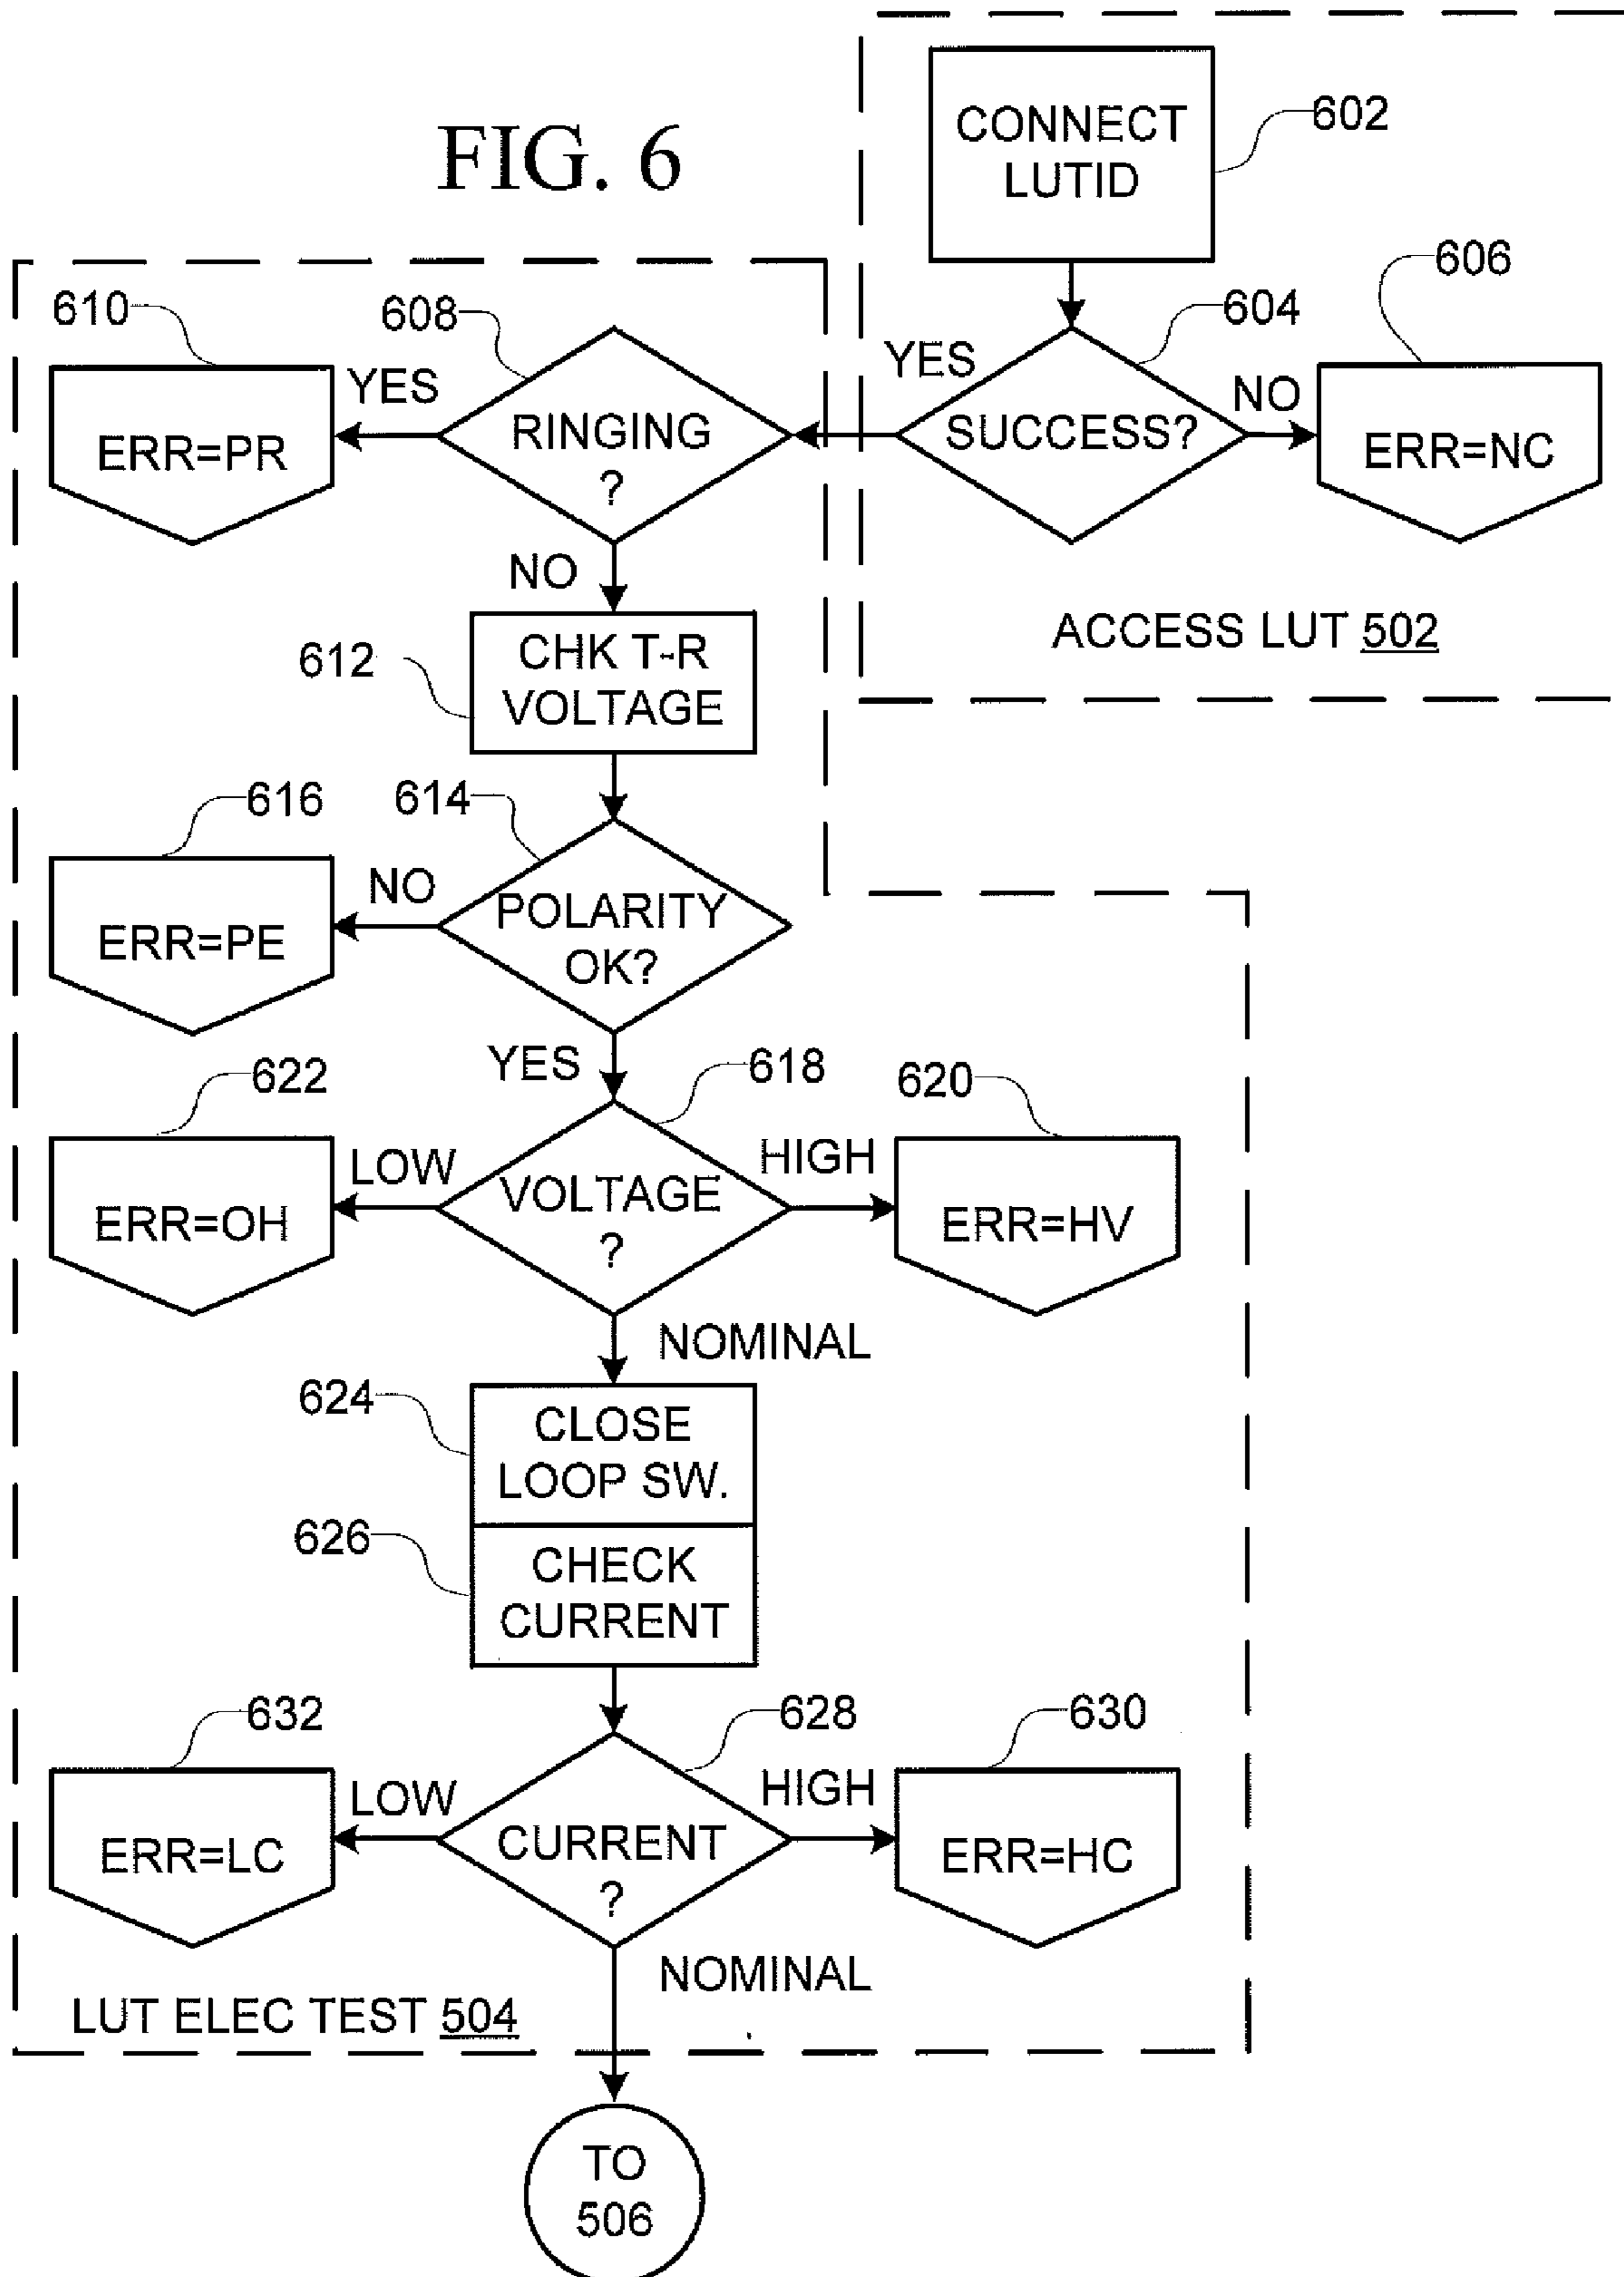 FIG. 6
CONNECT
LUTID
602
604
606
YES
SUCCESS?
NO
ERR=NC
ACCESS LUT 502
610
608
YES
RINGING
?
ERR=PR
NO
612
CHK T-R
VOLTAGE
616
614
NO
POLARITY
OK?
ERR=PE
YES
622
618
620
LOW
VOLTAGE
?
HIGH
ERR=OH
ERR=HV
NOMINAL
624
CLOSE
LOOP SW.
626
CHECK
CURRENT
632
628
630
LOW
CURRENT
?
HIGH
ERR=LC
ERR=HC
NOMINAL
LUT ELEC TEST 504
TO
506